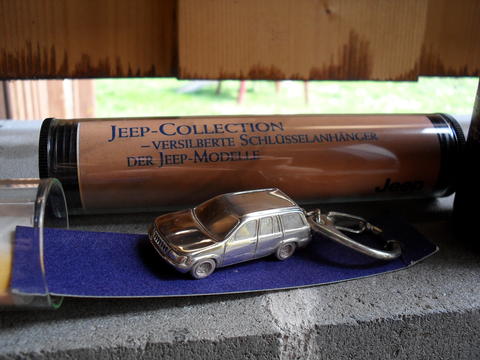 Jeep-Collection
–versilberte Schlüsselanhänger
der Jeep-Modelle
Jeep